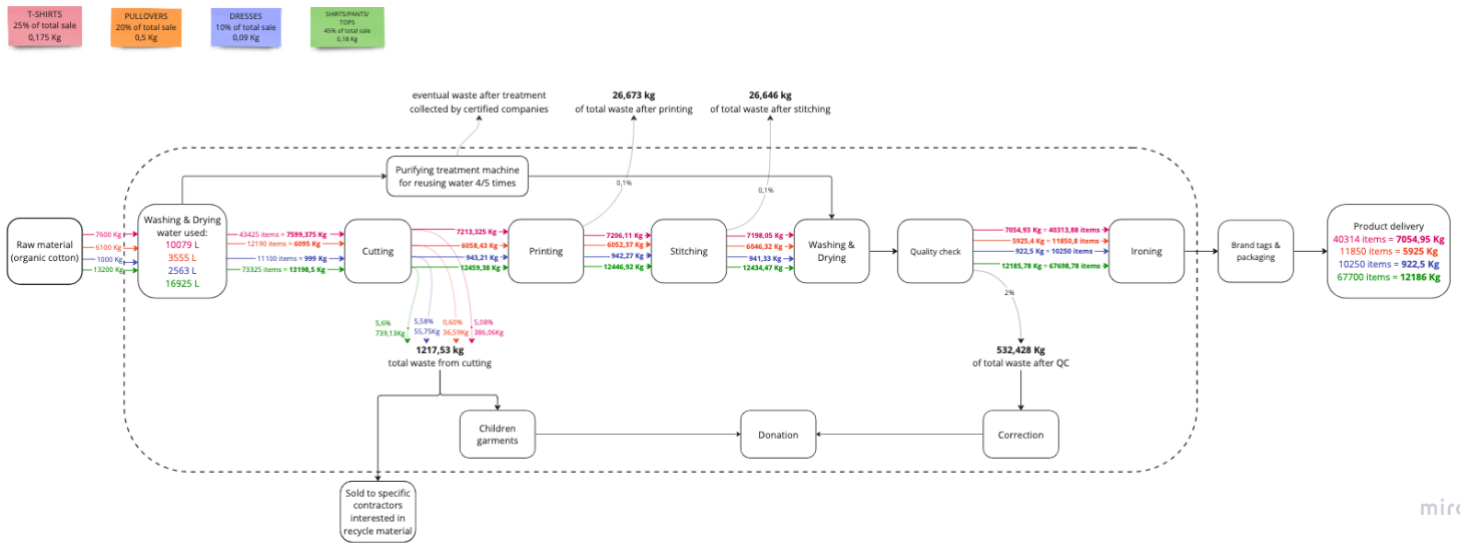 T-SHIRTS
25% of total sale
0,175 Kg
PULLOVERS
20% of total sale
0,5 Kg
DRESSES
10% of total sale
0,09 Kg
SHIRTS/PANTS/
TOPS
45% of total sale
0,18 Kg
eventual waste after treatment
collected by certified companies
26,673 kg
of total waste after printing
26,646 kg
of total waste after stitching
Purifying treatment machine
for reusing water 4/5 times
0,1%
0,1%
Raw material
(organic cotton)
7600 Kg
6100 Kg
1000 Kg
13200 Kg
Washing & Drying
water used:
10079 L
3555 L
2563 L
16925 L
43425 items = 7599,375 Kg
12190 items = 6095 Kg
11100 items = 999 Kg
73325 items = 13198,5 Kg
Cutting
7213,325 Kg
6058,43 Kg
943,21 Kg
12459,38 Kg
Printing
7206,11 Kg
6052,37 Kg
942,27 Kg
12446,92 Kg
Stitching
7198,05 Kg
6046,32 Kg
941,33 Kg
12434,47 Kg
Washing &
Drying
Quality check
7054,93 Kg = 40313,88 items
5925,4 Kg = 11850,8 items
922,5 Kg = 10250 items
12185,78 Kg = 67698,78 items
Ironing
Brand tags &
packaging
Product delivery
40314 items = 7054,95 Kg
11850 items = 5925 Kg
10250 items = 922,5 Kg
67700 items = 12186 Kg
5,6%
739,13Kg
5,58%
55,75Kg
0,60%
36,59Kg
5,08%
386,06Kg
1217,53 kg
total waste from cutting
2%
532,428 Kg
of total waste after QC
Children
garments
Donation
Correction
Sold to specific
contractors
interested in
recycle material